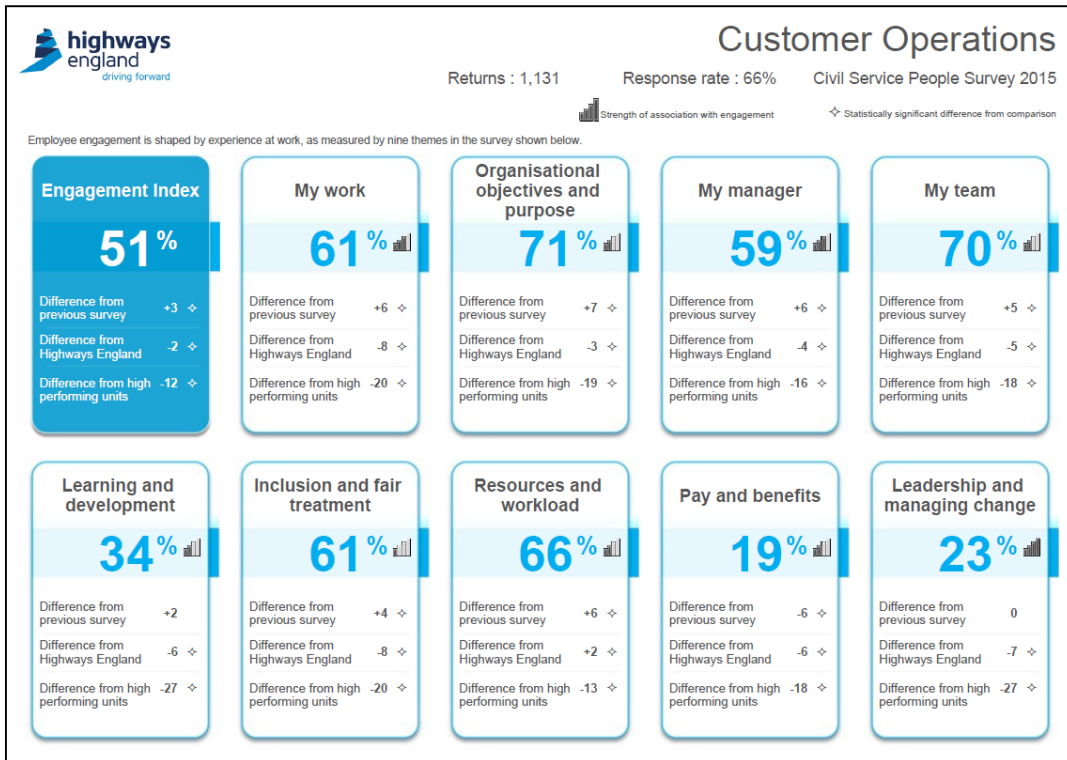 highways
england
driving forward
Customer Operations
Returns : 1,131 Response rate : 66% Civil Service People Survey 2015
Strength of association with engagement ✧ Statistically significant difference from comparison
Employee engagement is shaped by experience at work, as measured by nine themes in the survey shown below.
Engagement Index
51%
Difference from
previous survey +3 ✧
Difference from
Highways England -2 ✧
Difference from high
performing units -12 ✧
My work
61%
Difference from
previous survey +6 ✧
Difference from
Highways England -8 ✧
Difference from high
performing units -20 ✧
Organisational
objectives and
purpose
71%
Difference from
previous survey +7 ✧
Difference from
Highways England -3 ✧
Difference from high
performing units -19 ✧
My manager
59%
Difference from
previous survey +6 ✧
Difference from
Highways England -4 ✧
Difference from high
performing units -16 ✧
My team
70%
Difference from
previous survey +5 ✧
Difference from
Highways England -5 ✧
Difference from high
performing units -18 ✧
Learning and
development
34%
Difference from
previous survey +2
Difference from
Highways England -6 ✧
Difference from high
performing units -27 ✧
Inclusion and fair
treatment
61%
Difference from
previous survey +4 ✧
Difference from
Highways England -8 ✧
Difference from high
performing units -20 ✧
Resources and
workload
66%
Difference from
previous survey +6 ✧
Difference from
Highways England +2 ✧
Difference from high
performing units -13 ✧
Pay and benefits
19%
Difference from
previous survey -6 ✧
Difference from
Highways England -6 ✧
Difference from high
performing units -18 ✧
Leadership and
managing change
23%
Difference from
previous survey 0
Difference from
Highways England -7 ✧
Difference from high
performing units -27 ✧